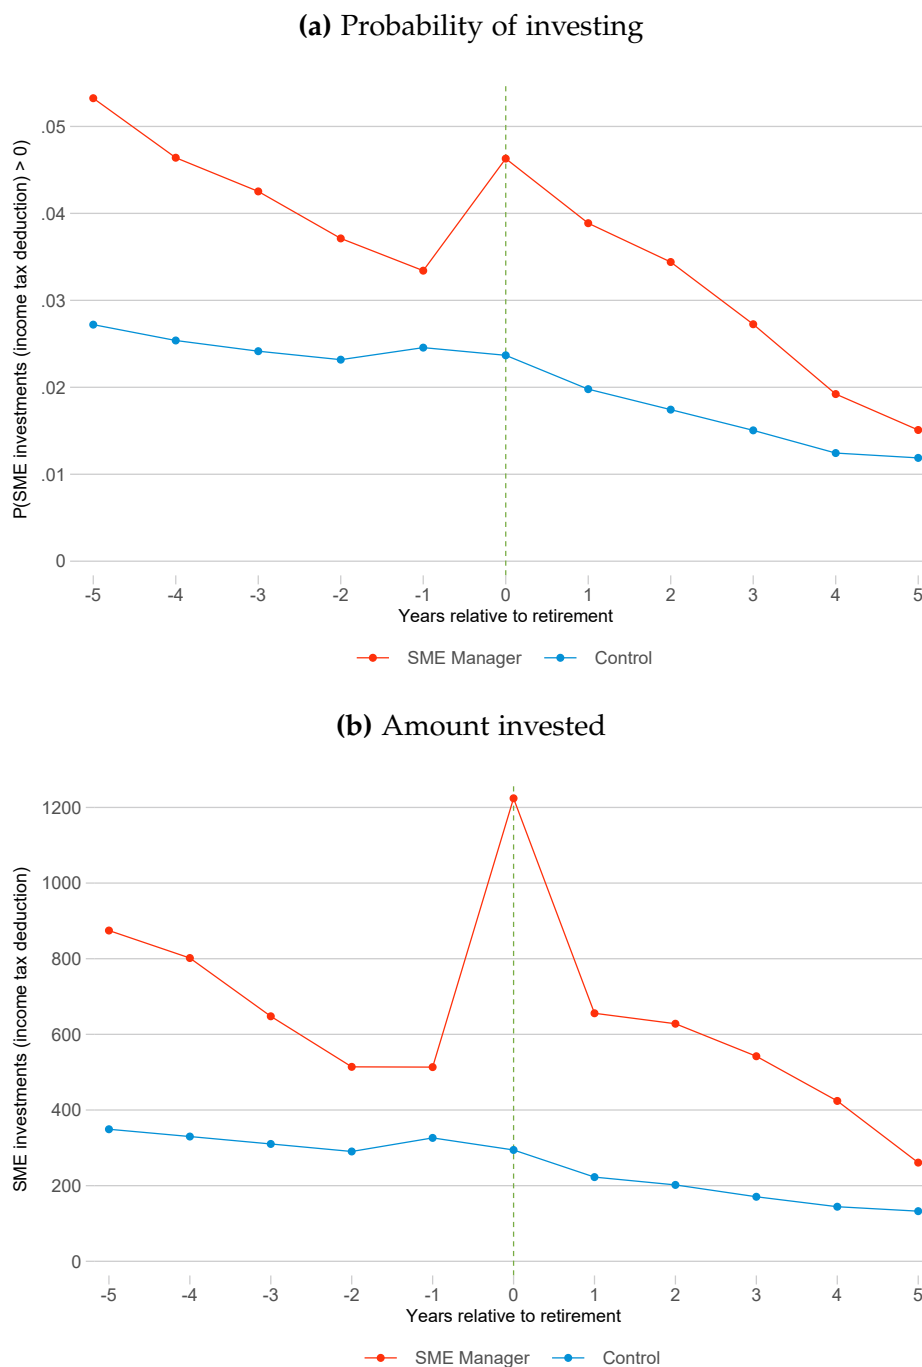 (a) Probability of investing
P(SME investments (income tax deduction) > 0)
.05
.04
.03
.02
.01
0
-5 -4 -3 -2 -1 0 1 2 3 4 5
Years relative to retirement
SME Manager Control
(b) Amount invested
SME investments (income tax deduction)
1200
1000
800
600
400
200
0
-5 -4 -3 -2 -1 0 1 2 3 4 5
Years relative to retirement
SME Manager Control